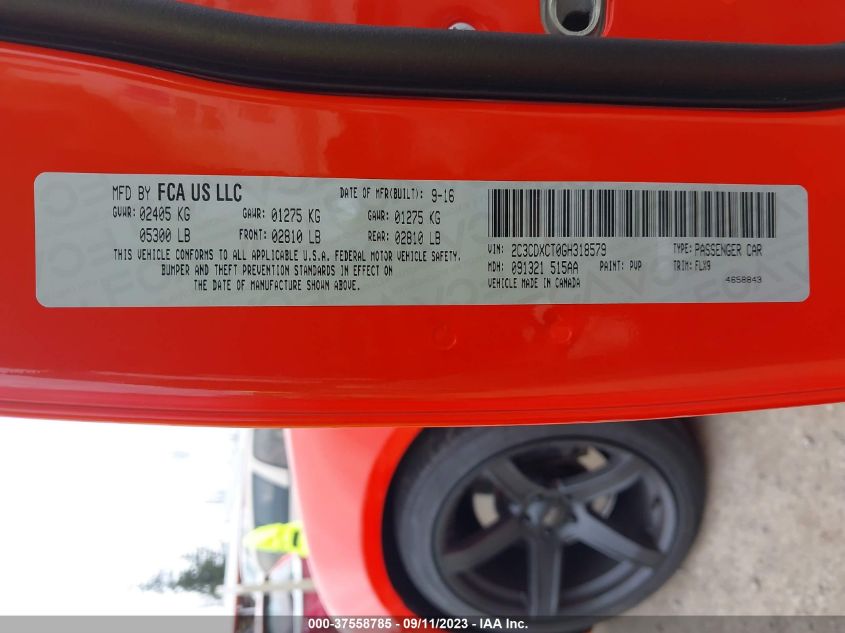 MFD BY FCA US LLC DATE OF MFR(BUILT): 9-16
GVWR: 02405 KG GAWR: 01275 KG GAWR: 01275 KG
05300 LB FRONT: 02810 LB REAR: 02810 LB
THIS VEHICLE CONFORMS TO ALL APPLICABLE U.S.A. FEDERAL MOTOR VEHICLE SAFETY,
BUMPER AND THEFT PREVENTION STANDARDS IN EFFECT ON
THE DATE OF MANUFACTURE SHOWN ABOVE.
VIN: 2C3CDXCT0GH318579 TYPE: PASSENGER CAR
MDH: 091321 515AA PAINT: PVP TRIM: FLX9
VEHICLE MADE IN CANADA 4658843
000-37558785 - 09/11/2023 - IAA Inc.